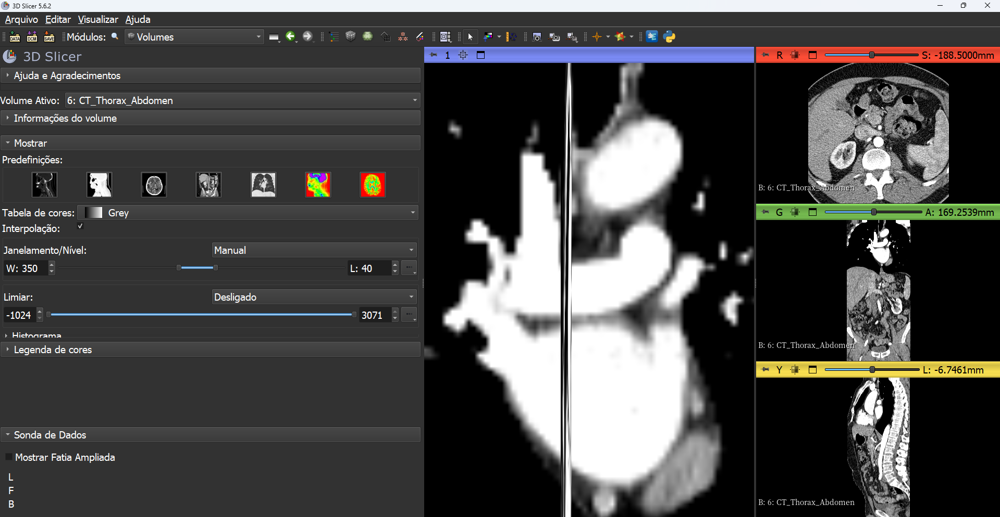 3D Slicer 5.6.2
Arquivo Editar Visualizar Ajuda
DATA DCM SAVE Módulos: Volumes
3D Slicer
Ajuda e Agradecimentos
Volume Ativo: 6: CT_Thorax_Abdomen
Informações do volume
Mostrar
Predefinições:
Tabela de cores: Grey
Interpolação:
Janelamento/Nível: Manual
W: 350 L: 40
Limiar: Desligado
-1024 3071
Histograma
Legenda de cores
Sonda de Dados
Mostrar Fatia Ampliada
L
F
B
1
R S: -188.5000mm
B: 6: CT_Thorax_Abdomen
G A: 169.2539mm
B: 6: CT_Thorax_Abdomen
Y L: -6.7461mm
B: 6: CT_Thorax_Abdomen